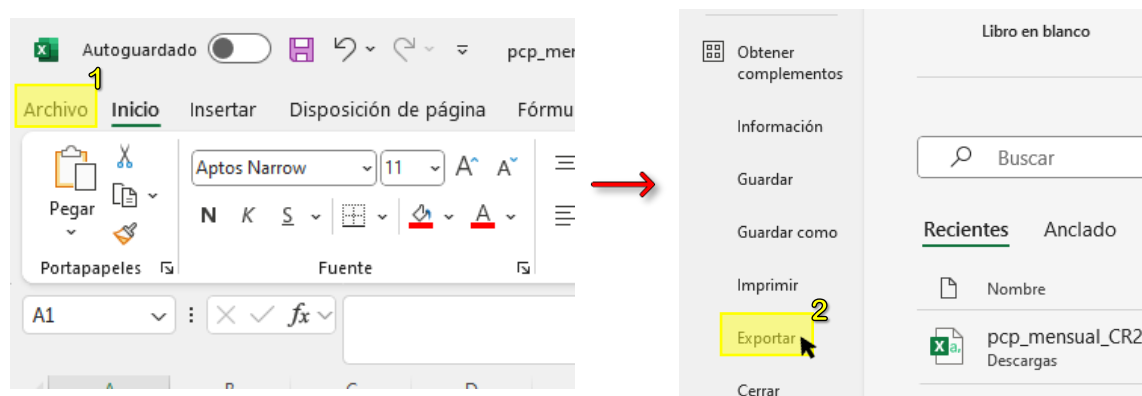 Autoguardado
pcp_mer
1
Archivo Inicio Insertar Disposición de página Fórmu
Aptos Narrow 11 A A
Pegar
N K S A
Portapapeles Fuente
A1 fx
A B C D
Obtener
complementos
Información
Guardar
Guardar como
Imprimir
2
Exportar
Cerrar
Libro en blanco
Buscar
Recientes Anclado
Nombre
X a,
pcp_mensual_CR2
Descargas